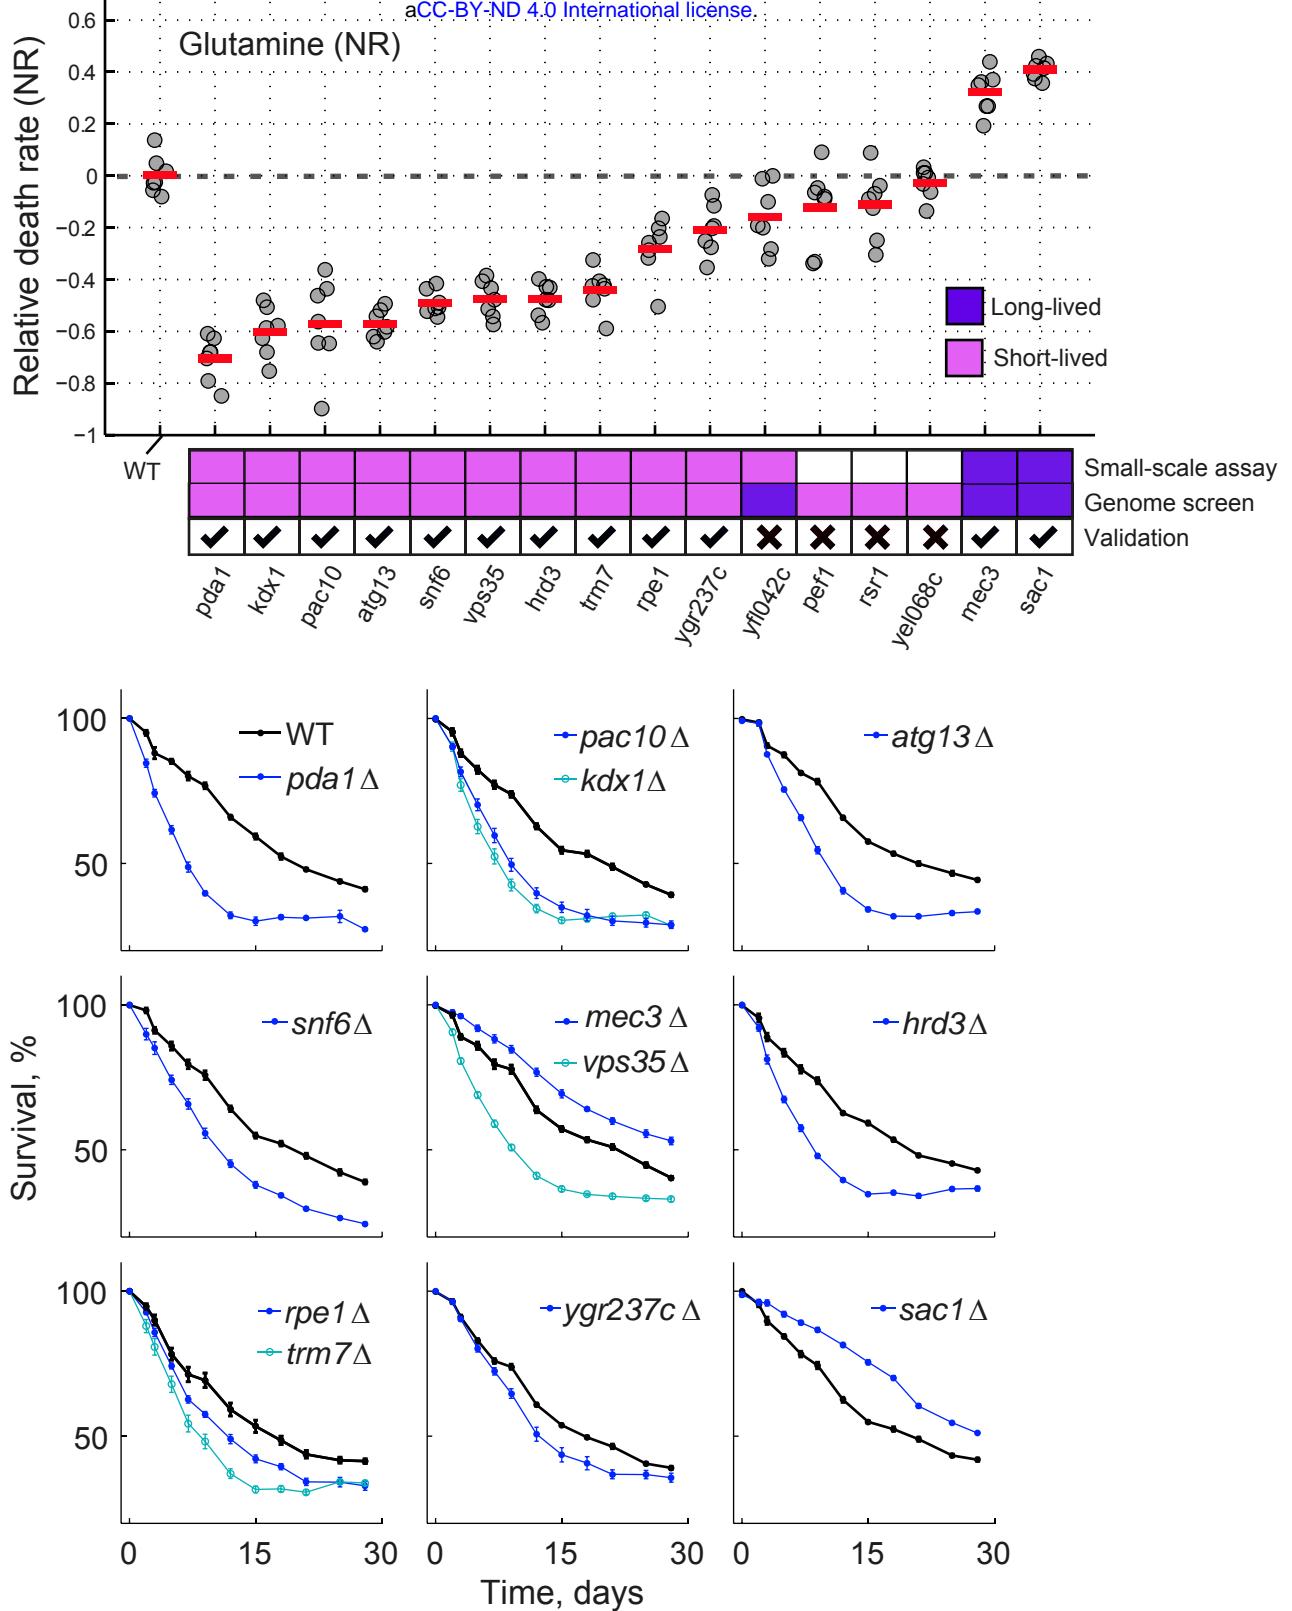 aCC-BY-ND 4.0 International license.
Glutamine (NR)
Relative death rate (NR)
0.6
0.4
0.2
0
−0.2
−0.4
−0.6
−0.8
−1
Long-lived
Short-lived
WT
Small-scale assay
Genome screen
Validation
pda1
kdx1
pac10
atg13
snf6
vps35
hrd3
trm7
rpe1
ygr237c
yfl042c
pef1
rsr1
yel068c
mec3
sac1
Survival, %
100
50
WT
pda1Δ
pac10Δ
kdx1Δ
atg13Δ
100
50
snf6Δ
mec3Δ
vps35Δ
hrd3Δ
100
50
rpe1Δ
trm7Δ
ygr237cΔ
sac1Δ
0 15 30 0 15 30 0 15 30
Time, days